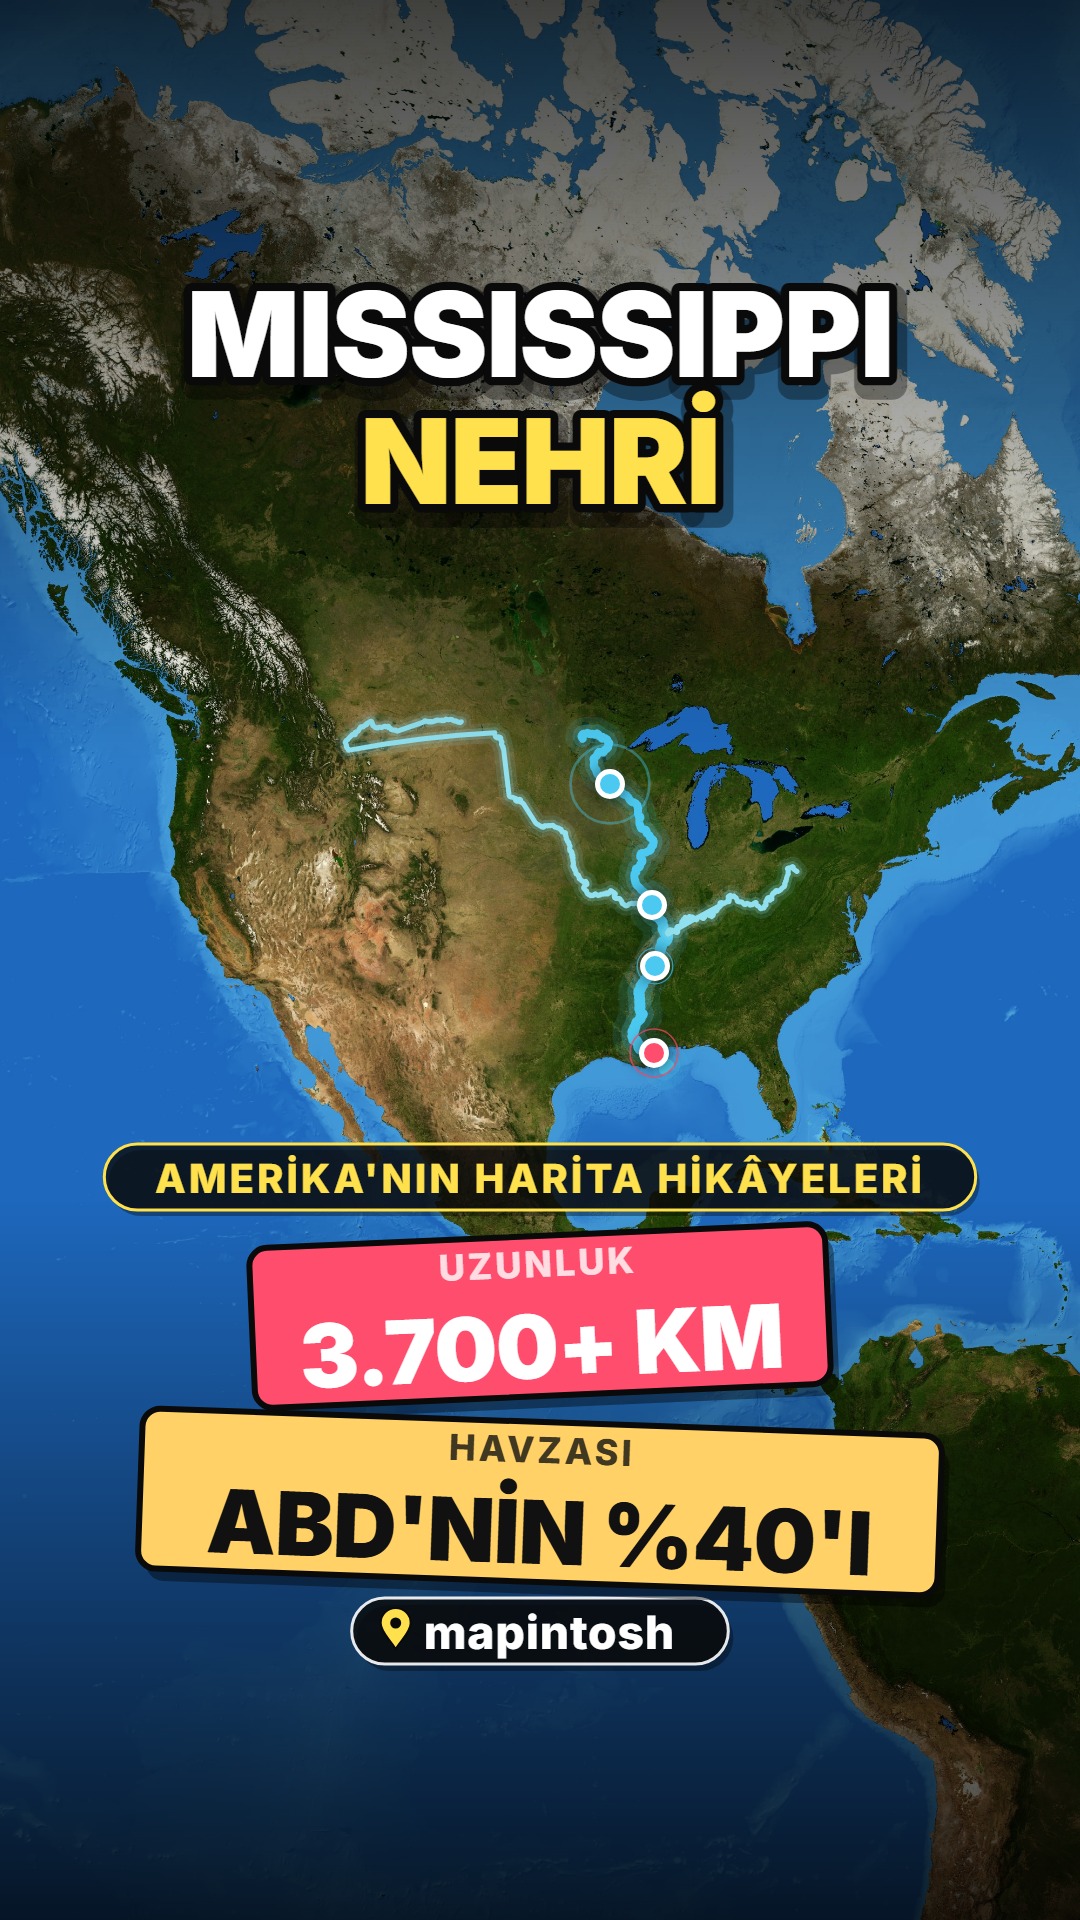 MISSISSIPPI
NEHRİ
AMERİKA'NIN HARİTA HİKÂYELERİ
UZUNLUK
3.700+ KM
HAVZASI
ABD'NİN %40'I
mapintosh